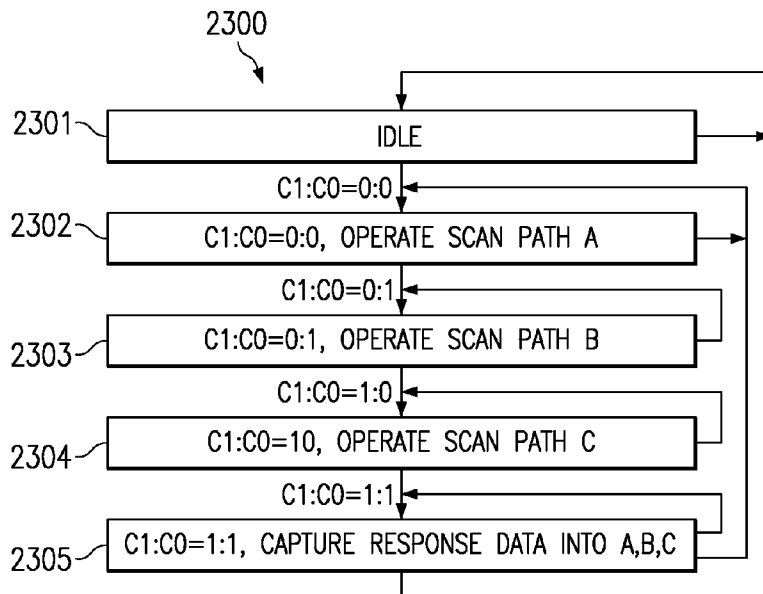 2300
2301
IDLE
C1:C0=0:0
2302
C1:C0=0:0, OPERATE SCAN PATH A
C1:C0=0:1
2303
C1:C0=0:1, OPERATE SCAN PATH B
C1:C0=1:0
2304
C1:C0=10, OPERATE SCAN PATH C
C1:C0=1:1
2305
C1:C0=1:1, CAPTURE RESPONSE DATA INTO A,B,C